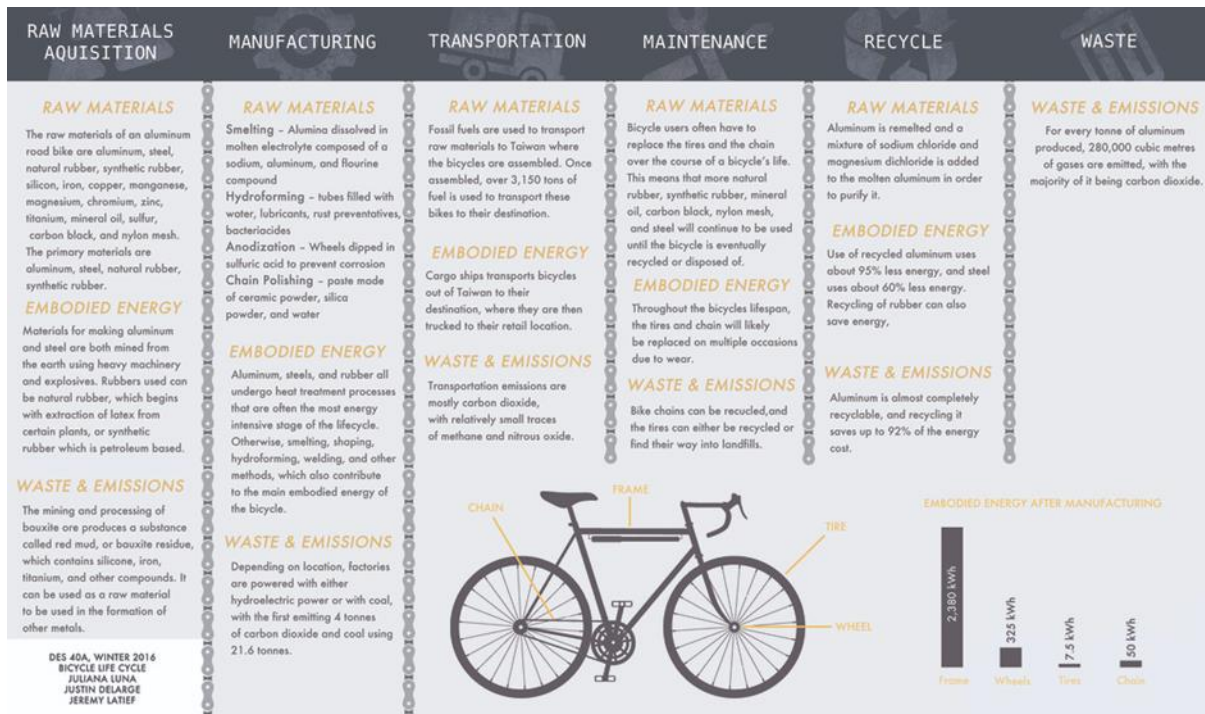 RAW MATERIALS
AQUISITION
MANUFACTURING
TRANSPORTATION
MAINTENANCE
RECYCLE
WASTE
RAW MATERIALS
The raw materials of an aluminum
road bike are aluminum, steel,
natural rubber, synthetic rubber,
silicon, iron, copper, manganese,
magnesium, chromium, zinc,
titanium, mineral oil, sulfur,
carbon black, and nylon mesh.
The primary materials are
aluminum, steel, natural rubber,
synthetic rubber.
EMBODIED ENERGY
Materials for making aluminum
and steel are both mined from
the earth using heavy machinery
and explosives. Rubbers used can
be natural rubber, which begins
with extraction of latex from
certain plants, or synthetic
rubber which is petroleum based.
WASTE & EMISSIONS
The mining and processing of
bauxite ore produces a substance
called red mud, or bauxite residue,
which contains silicone, iron,
titanium, and other compounds. It
can be used as a raw material
to be used in the formation of
other metals.
DES 40A, WINTER 2016
BICYCLE LIFE CYCLE
JULIANA LUNA
JUSTIN DELARGE
JEREMY LATIEF
RAW MATERIALS
Smelting – Alumina dissolved in
molten electrolyte composed of a
sodium, aluminum, and flourine
compound
Hydroforming – tubes filled with
water, lubricants, rust preventatives,
bacteriacides
Anodization – Wheels dipped in
sulfuric acid to prevent corrosion
Chain Polishing – paste made
of ceramic powder, silica
powder, and water
EMBODIED ENERGY
Aluminum, steels, and rubber all
undergo heat treatment processes
that are often the most energy
intensive stage of the lifecycle.
Otherwise, smelting, shaping,
hydroforming, welding, and other
methods, which also contribute
to the main embodied energy of
the bicycle.
WASTE & EMISSIONS
Depending on location, factories
are powered with either
hydroelectric power or with coal,
with the first emitting 4 tonnes
of carbon dioxide and coal using
21.6 tonnes.
RAW MATERIALS
Fossil fuels are used to transport
raw materials to Taiwan where
the bicycles are assembled. Once
assembled, over 3,150 tons of
fuel is used to transport these
bikes to their destination.
EMBODIED ENERGY
Cargo ships transports bicycles
out of Taiwan to their
destination, where they are then
trucked to their retail location.
WASTE & EMISSIONS
Transportation emissions are
mostly carbon dioxide,
with relatively small traces
of methane and nitrous oxide.
RAW MATERIALS
Bicycle users often have to
replace the tires and the chain
over the course of a bicycle's life.
This means that more natural
rubber, synthetic rubber, mineral
oil, carbon black, nylon mesh,
and steel will continue to be used
until the bicycle is eventually
recycled or disposed of.
EMBODIED ENERGY
Throughout the bicycles lifespan,
the tires and chain will likely
be replaced on multiple occasions
due to wear.
WASTE & EMISSIONS
Bike chains can be recucled,and
the tires can either be recycled or
find their way into landfills.
RAW MATERIALS
Aluminum is remelted and a
mixture of sodium chloride and
magnesium dichloride is added
to the molten aluminum in order
to purify it.
EMBODIED ENERGY
Use of recycled aluminum uses
about 95% less energy, and steel
uses about 60% less energy.
Recycling of rubber can also
save energy,
WASTE & EMISSIONS
Aluminum is almost completely
recyclable, and recycling it
saves up to 92% of the energy
cost.
WASTE & EMISSIONS
For every tonne of aluminum
produced, 280,000 cubic metres
of gases are emitted, with the
majority of it being carbon dioxide.
CHAIN
FRAME
TIRE
WHEEL
EMBODIED ENERGY AFTER MANUFACTURING
2,380 kWh
325 kWh
7.5 kWh
50 kWh
Frame
Wheels
Tires
Chain